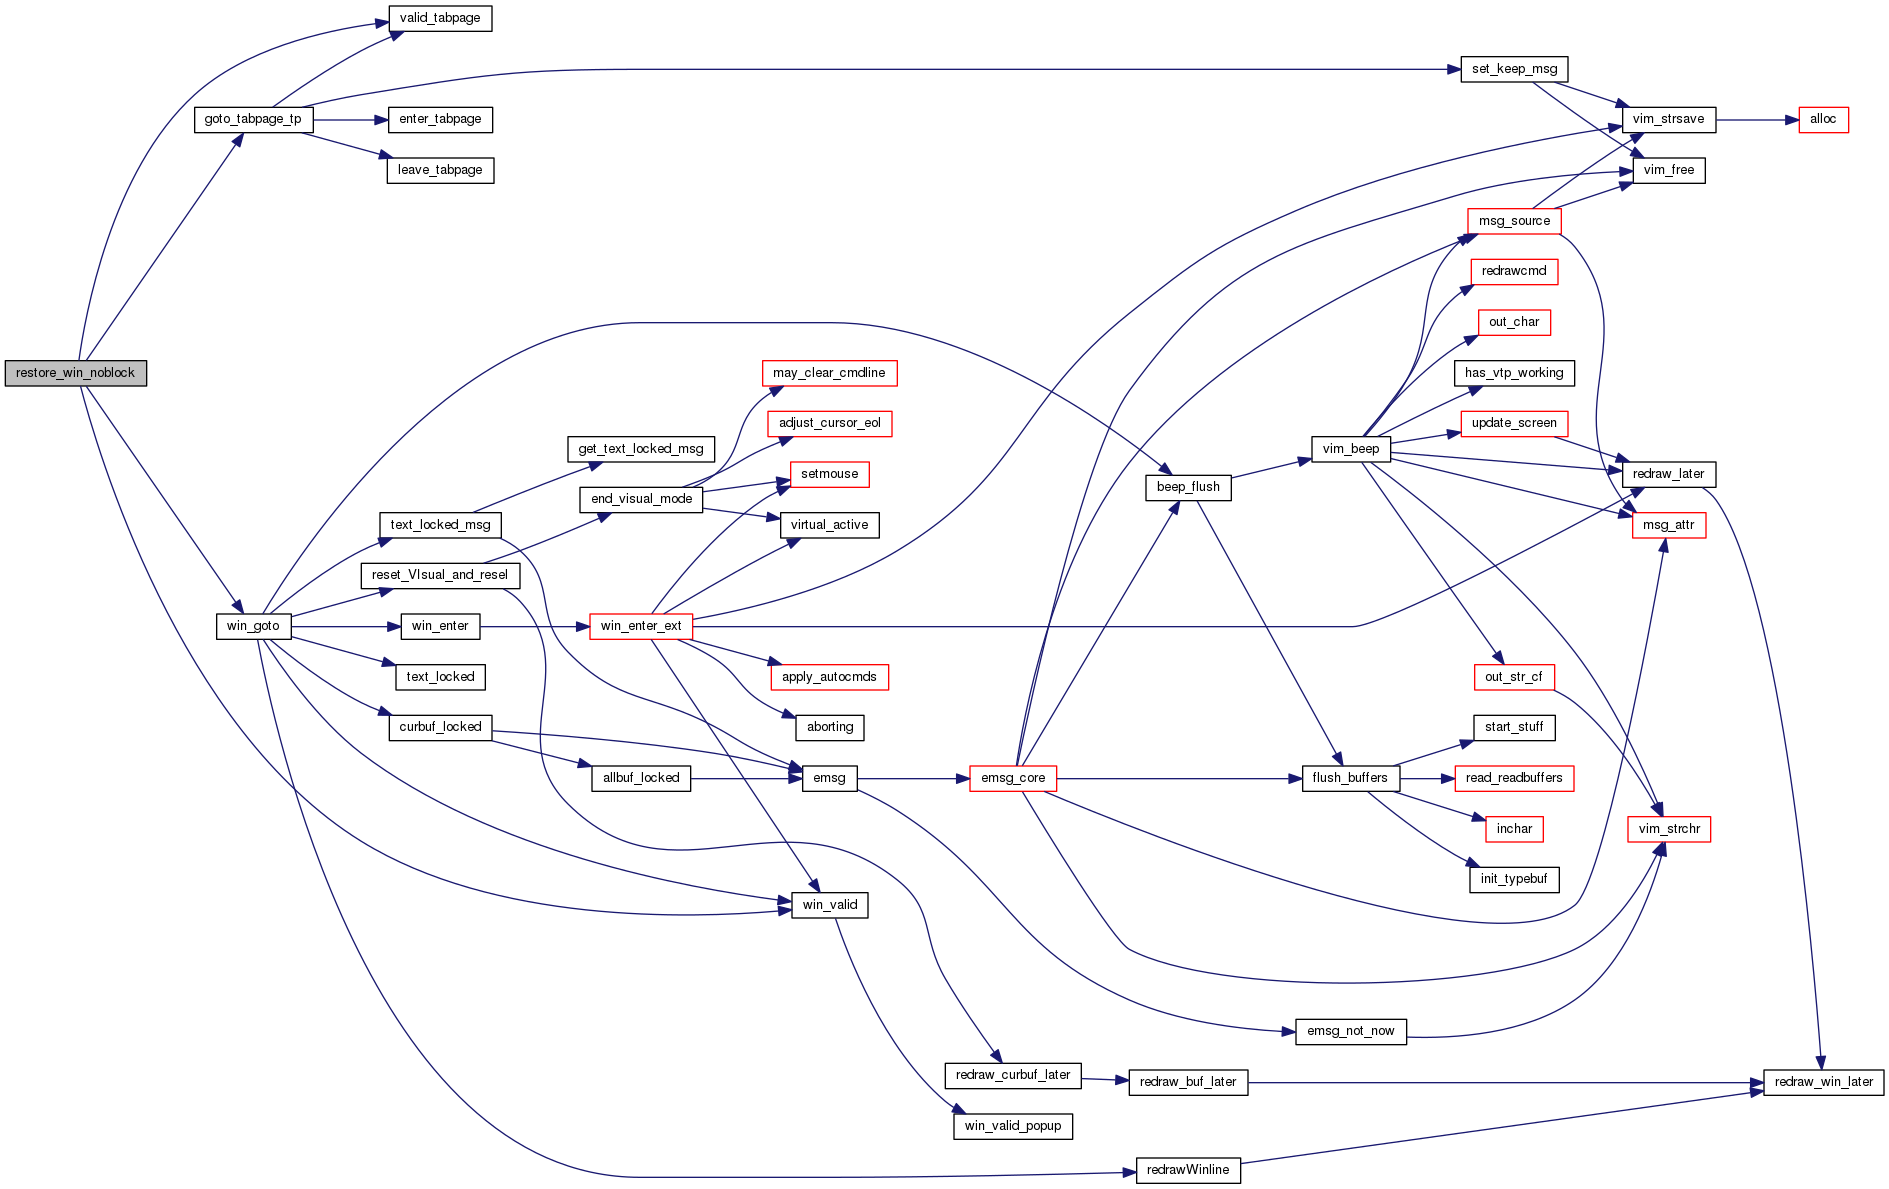 valid_tabpage
set_keep_msg
goto_tabpage_tp
enter_tabpage
vim_strsave
alloc
leave_tabpage
vim_free
msg_source
redrawcmd
out_char
restore_win_noblock
may_clear_cmdline
has_vtp_working
adjust_cursor_eol
update_screen
get_text_locked_msg
vim_beep
setmouse
redraw_later
beep_flush
end_visual_mode
text_locked_msg
virtual_active
msg_attr
reset_VIsual_and_resel
win_goto
win_enter
win_enter_ext
text_locked
apply_autocmds
out_str_cf
curbuf_locked
aborting
start_stuff
allbuf_locked
emsg
emsg_core
flush_buffers
read_readbuffers
inchar
vim_strchr
init_typebuf
win_valid
emsg_not_now
redraw_curbuf_later
redraw_buf_later
redraw_win_later
win_valid_popup
redrawWinline